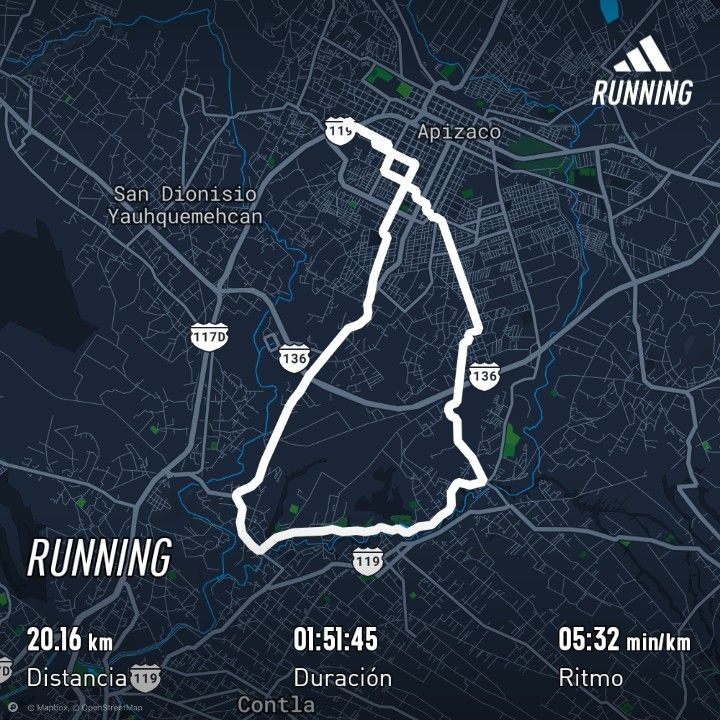 RUNNING
119
Apizaco
San Dionisio
Yauhquemehcan
117D
136
136
119
RUNNING
20.16 km
01:51:45
05:32 min/km
Distancia
119
Duración
Ritmo
Contla
© Mapbox, © OpenStreetMap